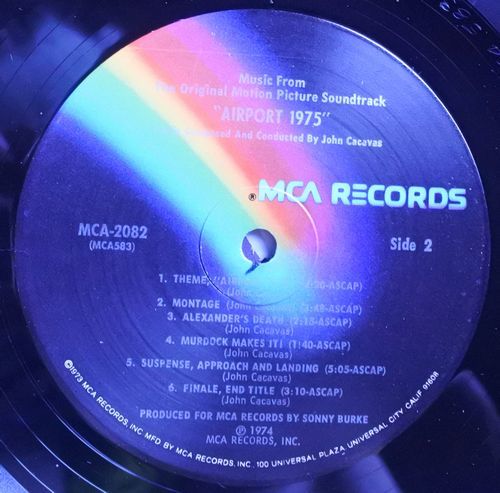 Music From
The Original Motion Picture Soundtrack
"AIRPORT 1975"
Composed And Conducted By John Cacavas
® MCA RECORDS
MCA-2082
(MCA583)
Side 2
1. THEME, ASCAP)
(John
2. MONTAGE ASCAP)
(John Cacavas)
3. ALEXANDER'S DEATH ASCAP)
(John Cacavas)
4. MURDOCK MAKES IT! (1:40-ASCAP)
(John Cacavas)
5. SUSPENSE, APPROACH AND LANDING (5:05-ASCAP)
(John Cacavas)
6. FINALE, END TITLE (3:10-ASCAP)
(John Cacavas)
PRODUCED FOR MCA RECORDS BY SONNY BURKE
℗ 1974
MCA RECORDS, INC.
©1973 MCA RECORDS, INC MFD BY MCA RECORDS, INC., 100 UNIVERSAL PLAZA, UNIVERSAL CITY, CALIF. 91608